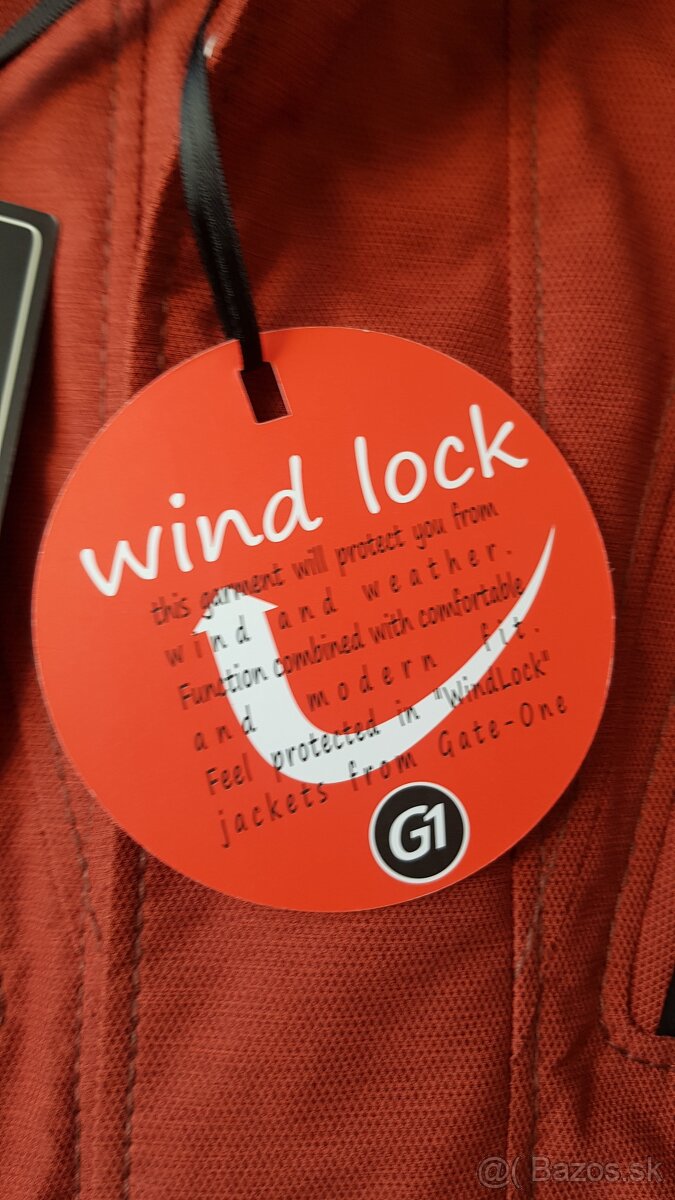 wind lock
this garment will protect you from
wind and weather.
Function combined with comfortable
and modern fit.
Feel protected in "WindLock"
jackets from Gate-One
G1
@( Bazos.sk